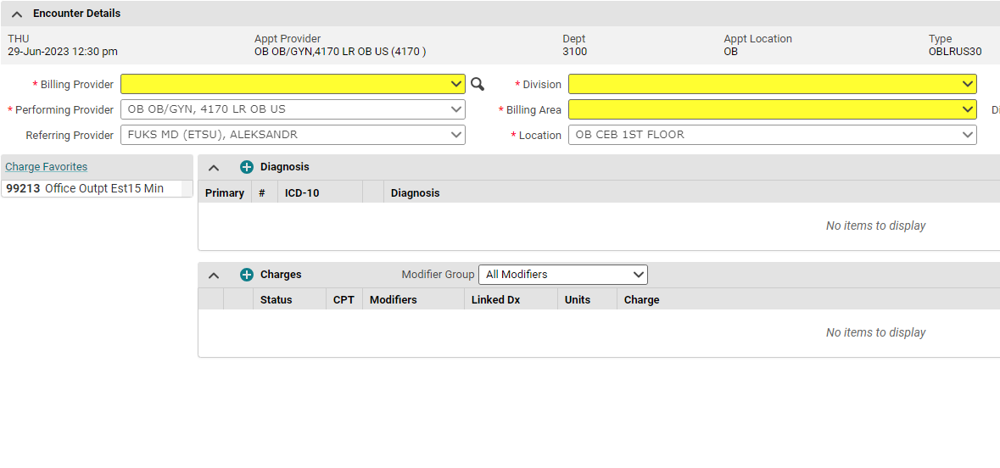 Encounter Details
THU Appt Provider Dept Appt Location Type
29-Jun-2023 12:30 pm OB OB/GYN,4170 LR OB US (4170 ) 3100 OB OBLRUS30
* Billing Provider * Division
* Performing Provider OB OB/GYN, 4170 LR OB US * Billing Area Di
Referring Provider FUKS MD (ETSU), ALEKSANDR * Location OB CEB 1ST FLOOR
Charge Favorites
99213 Office Outpt Est15 Min
Diagnosis
Primary # ICD-10 Diagnosis
No items to display
Charges Modifier Group All Modifiers
Status CPT Modifiers Linked Dx Units Charge
No items to display